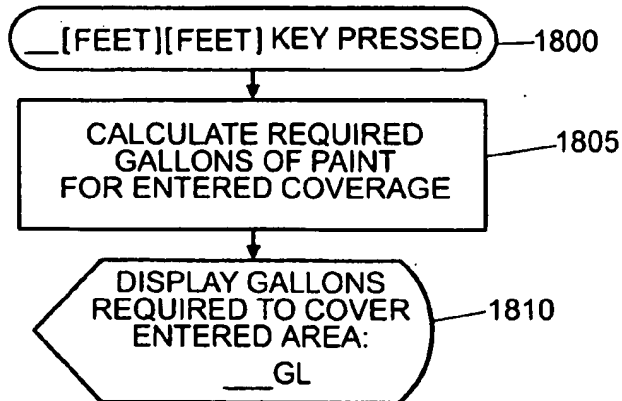 __[FEET][FEET] KEY PRESSED
1800
CALCULATE REQUIRED
GALLONS OF PAINT
FOR ENTERED COVERAGE
1805
DISPLAY GALLONS
REQUIRED TO COVER
ENTERED AREA:
___GL
1810